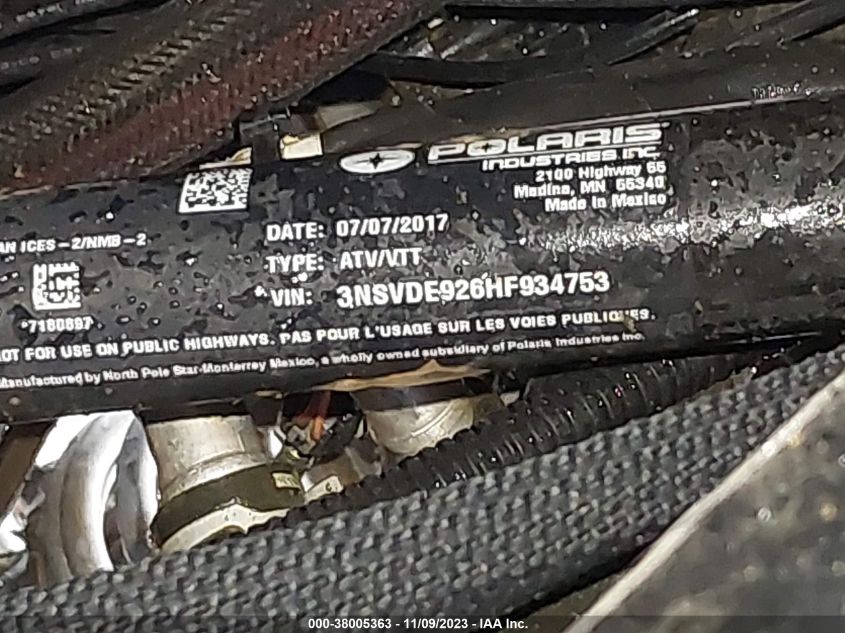 POLARIS
INDUSTRIES INC.
2100 Highway 55
Medina, MN 55340
Made in Mexico
AN ICES-2/NMB-2
DATE: 07/07/2017
TYPE: ATV/VTT
VIN: 3NSVDE926HF934753
*7180897*
NOT FOR USE ON PUBLIC HIGHWAYS. PAS POUR L'USAGE SUR LES VOIES PUBLIQUES.
Manufactured by North Pole Star-Monterrey Mexico, a wholly owned subsidiary of Polaris Industries Inc.
000-38005363 - 11/09/2023 - IAA Inc.